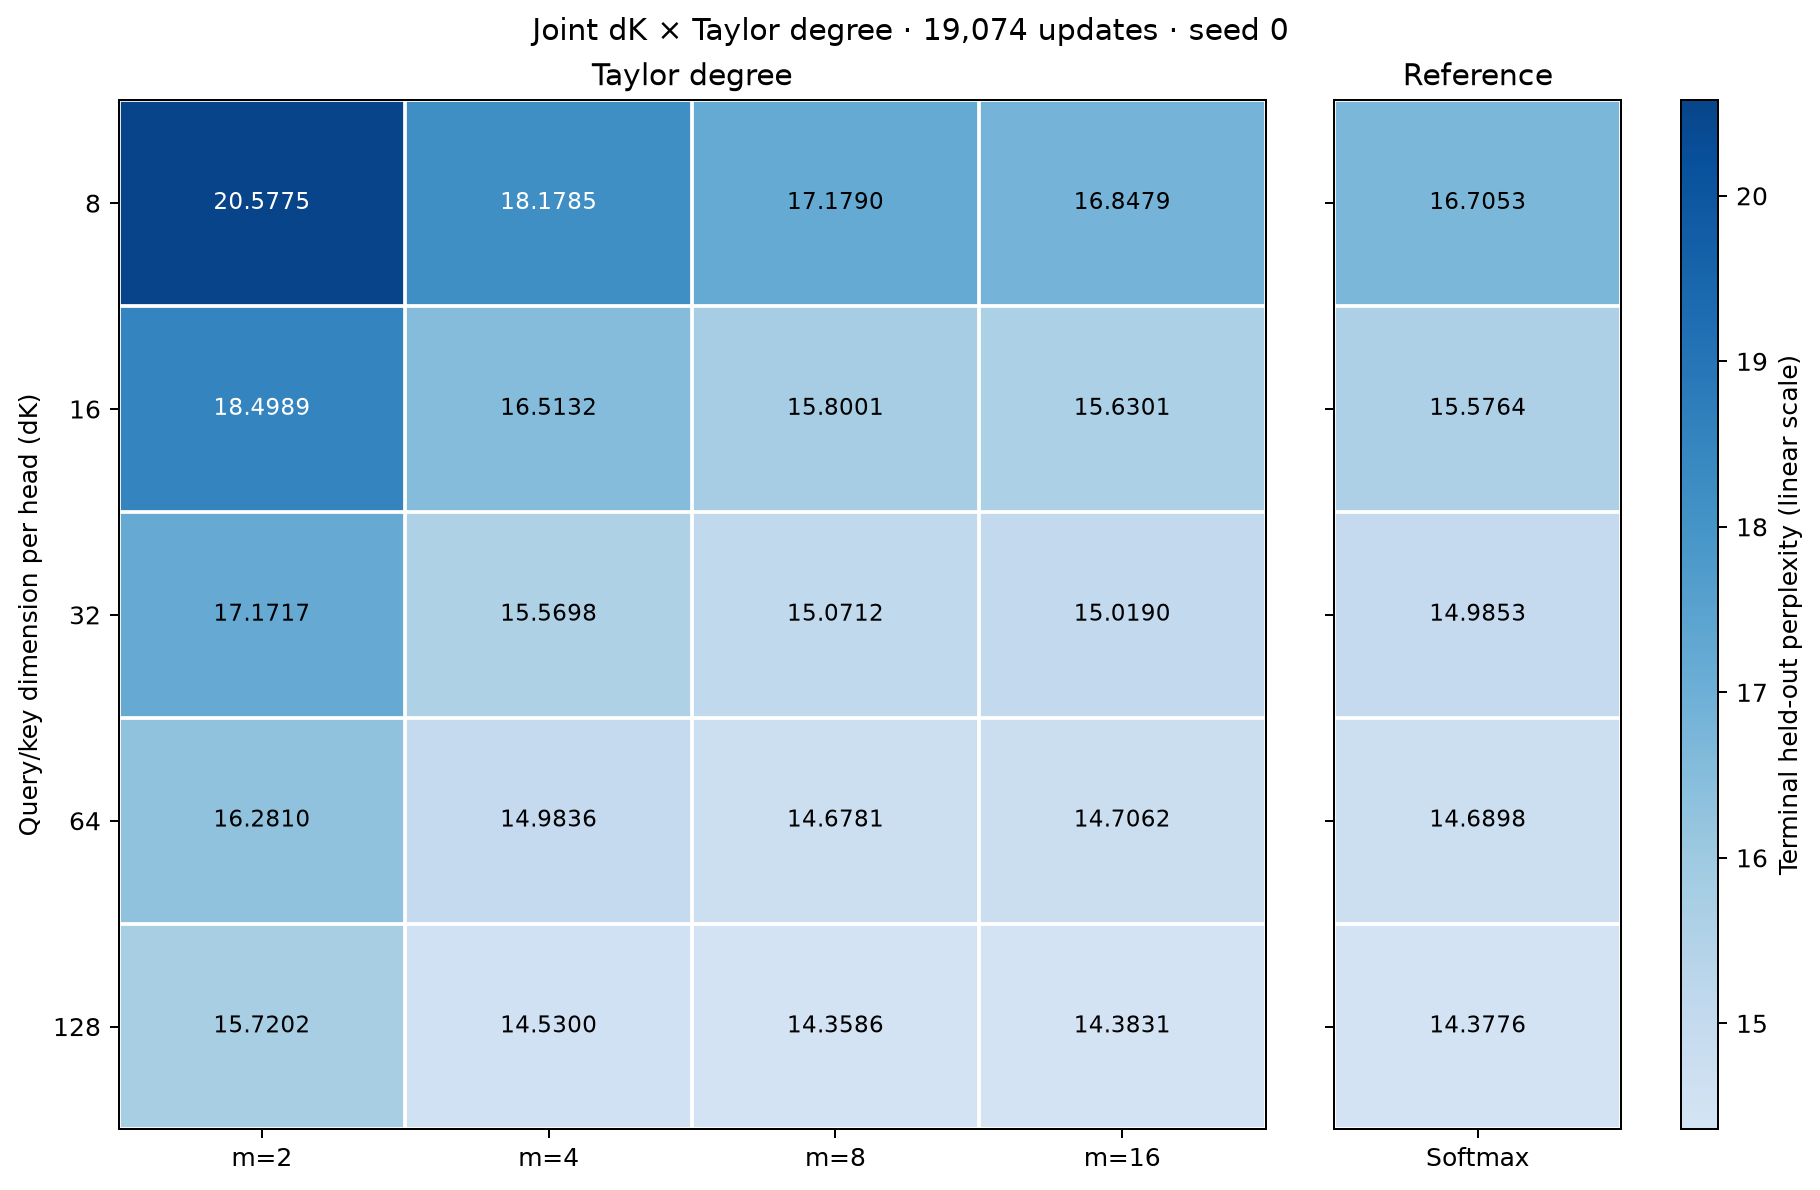 Joint dK × Taylor degree · 19,074 updates · seed 0
Taylor degree
Reference
Query/key dimension per head (dK)
8
20.5775 18.1785 17.1790 16.8479 16.7053
16
18.4989 16.5132 15.8001 15.6301 15.5764
32
17.1717 15.5698 15.0712 15.0190 14.9853
64
16.2810 14.9836 14.6781 14.7062 14.6898
128
15.7202 14.5300 14.3586 14.3831 14.3776
m=2 m=4 m=8 m=16 Softmax
20
19
18
17
16
15
Terminal held-out perplexity (linear scale)